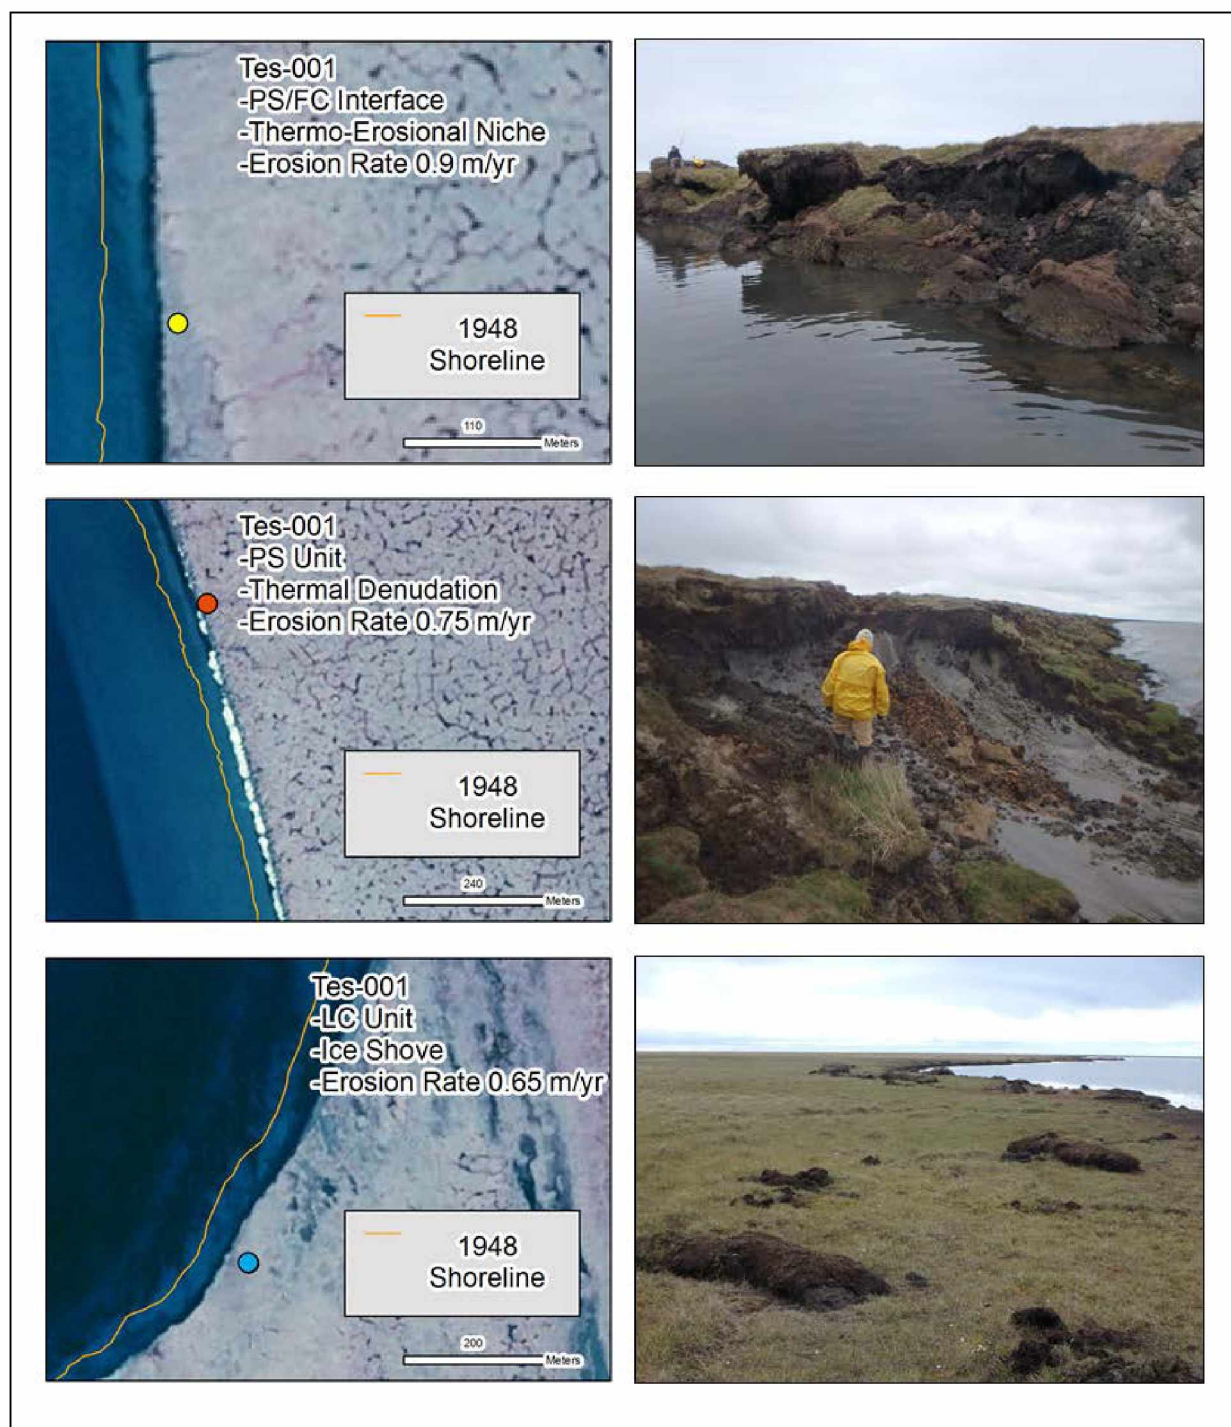 Tes-001
-PS/FC Interface
-Thermo-Erosional Niche
-Erosion Rate 0.9 m/yr
1948
Shoreline
110
Meters
Tes-001
-PS Unit
-Thermal Denudation
-Erosion Rate 0.75 m/yr
1948
Shoreline
240
Meters
Tes-001
-LC Unit
-Ice Shove
-Erosion Rate 0.65 m/yr
1948
Shoreline
200
Meters